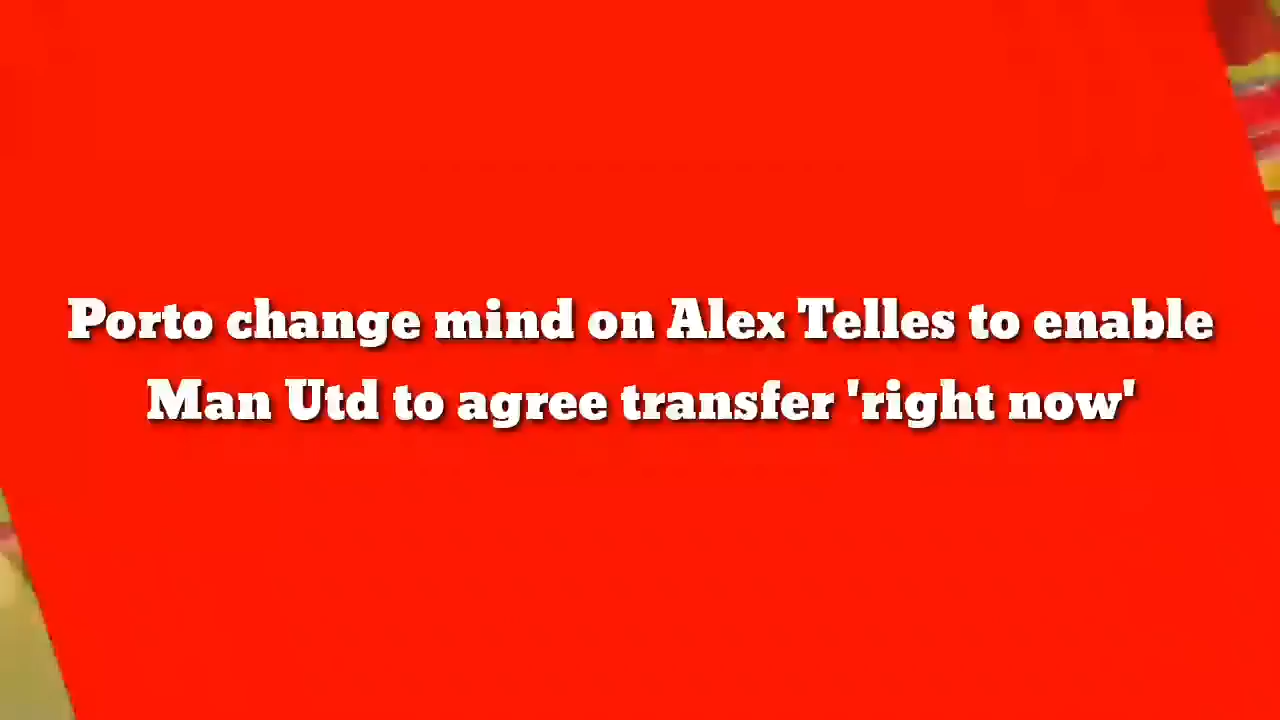 Porto change mind on Alex Telles to enable
Man Utd to agree transfer 'right now'